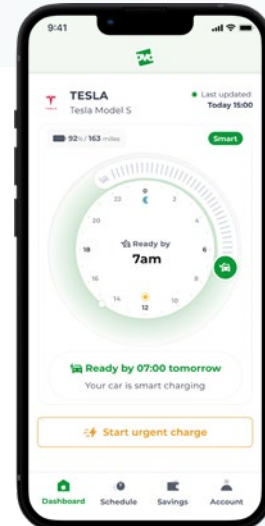 9:41
OVO
TESLA
Tesla Model S
Last updated
Today 15:00
92% / 163 miles
Smart
0
22
2
20
4
18
6
16
8
14
10
12
Ready by
7am
Ready by 07:00 tomorrow
Your car is smart charging
Start urgent charge
Dashboard
Schedule
Savings
Account